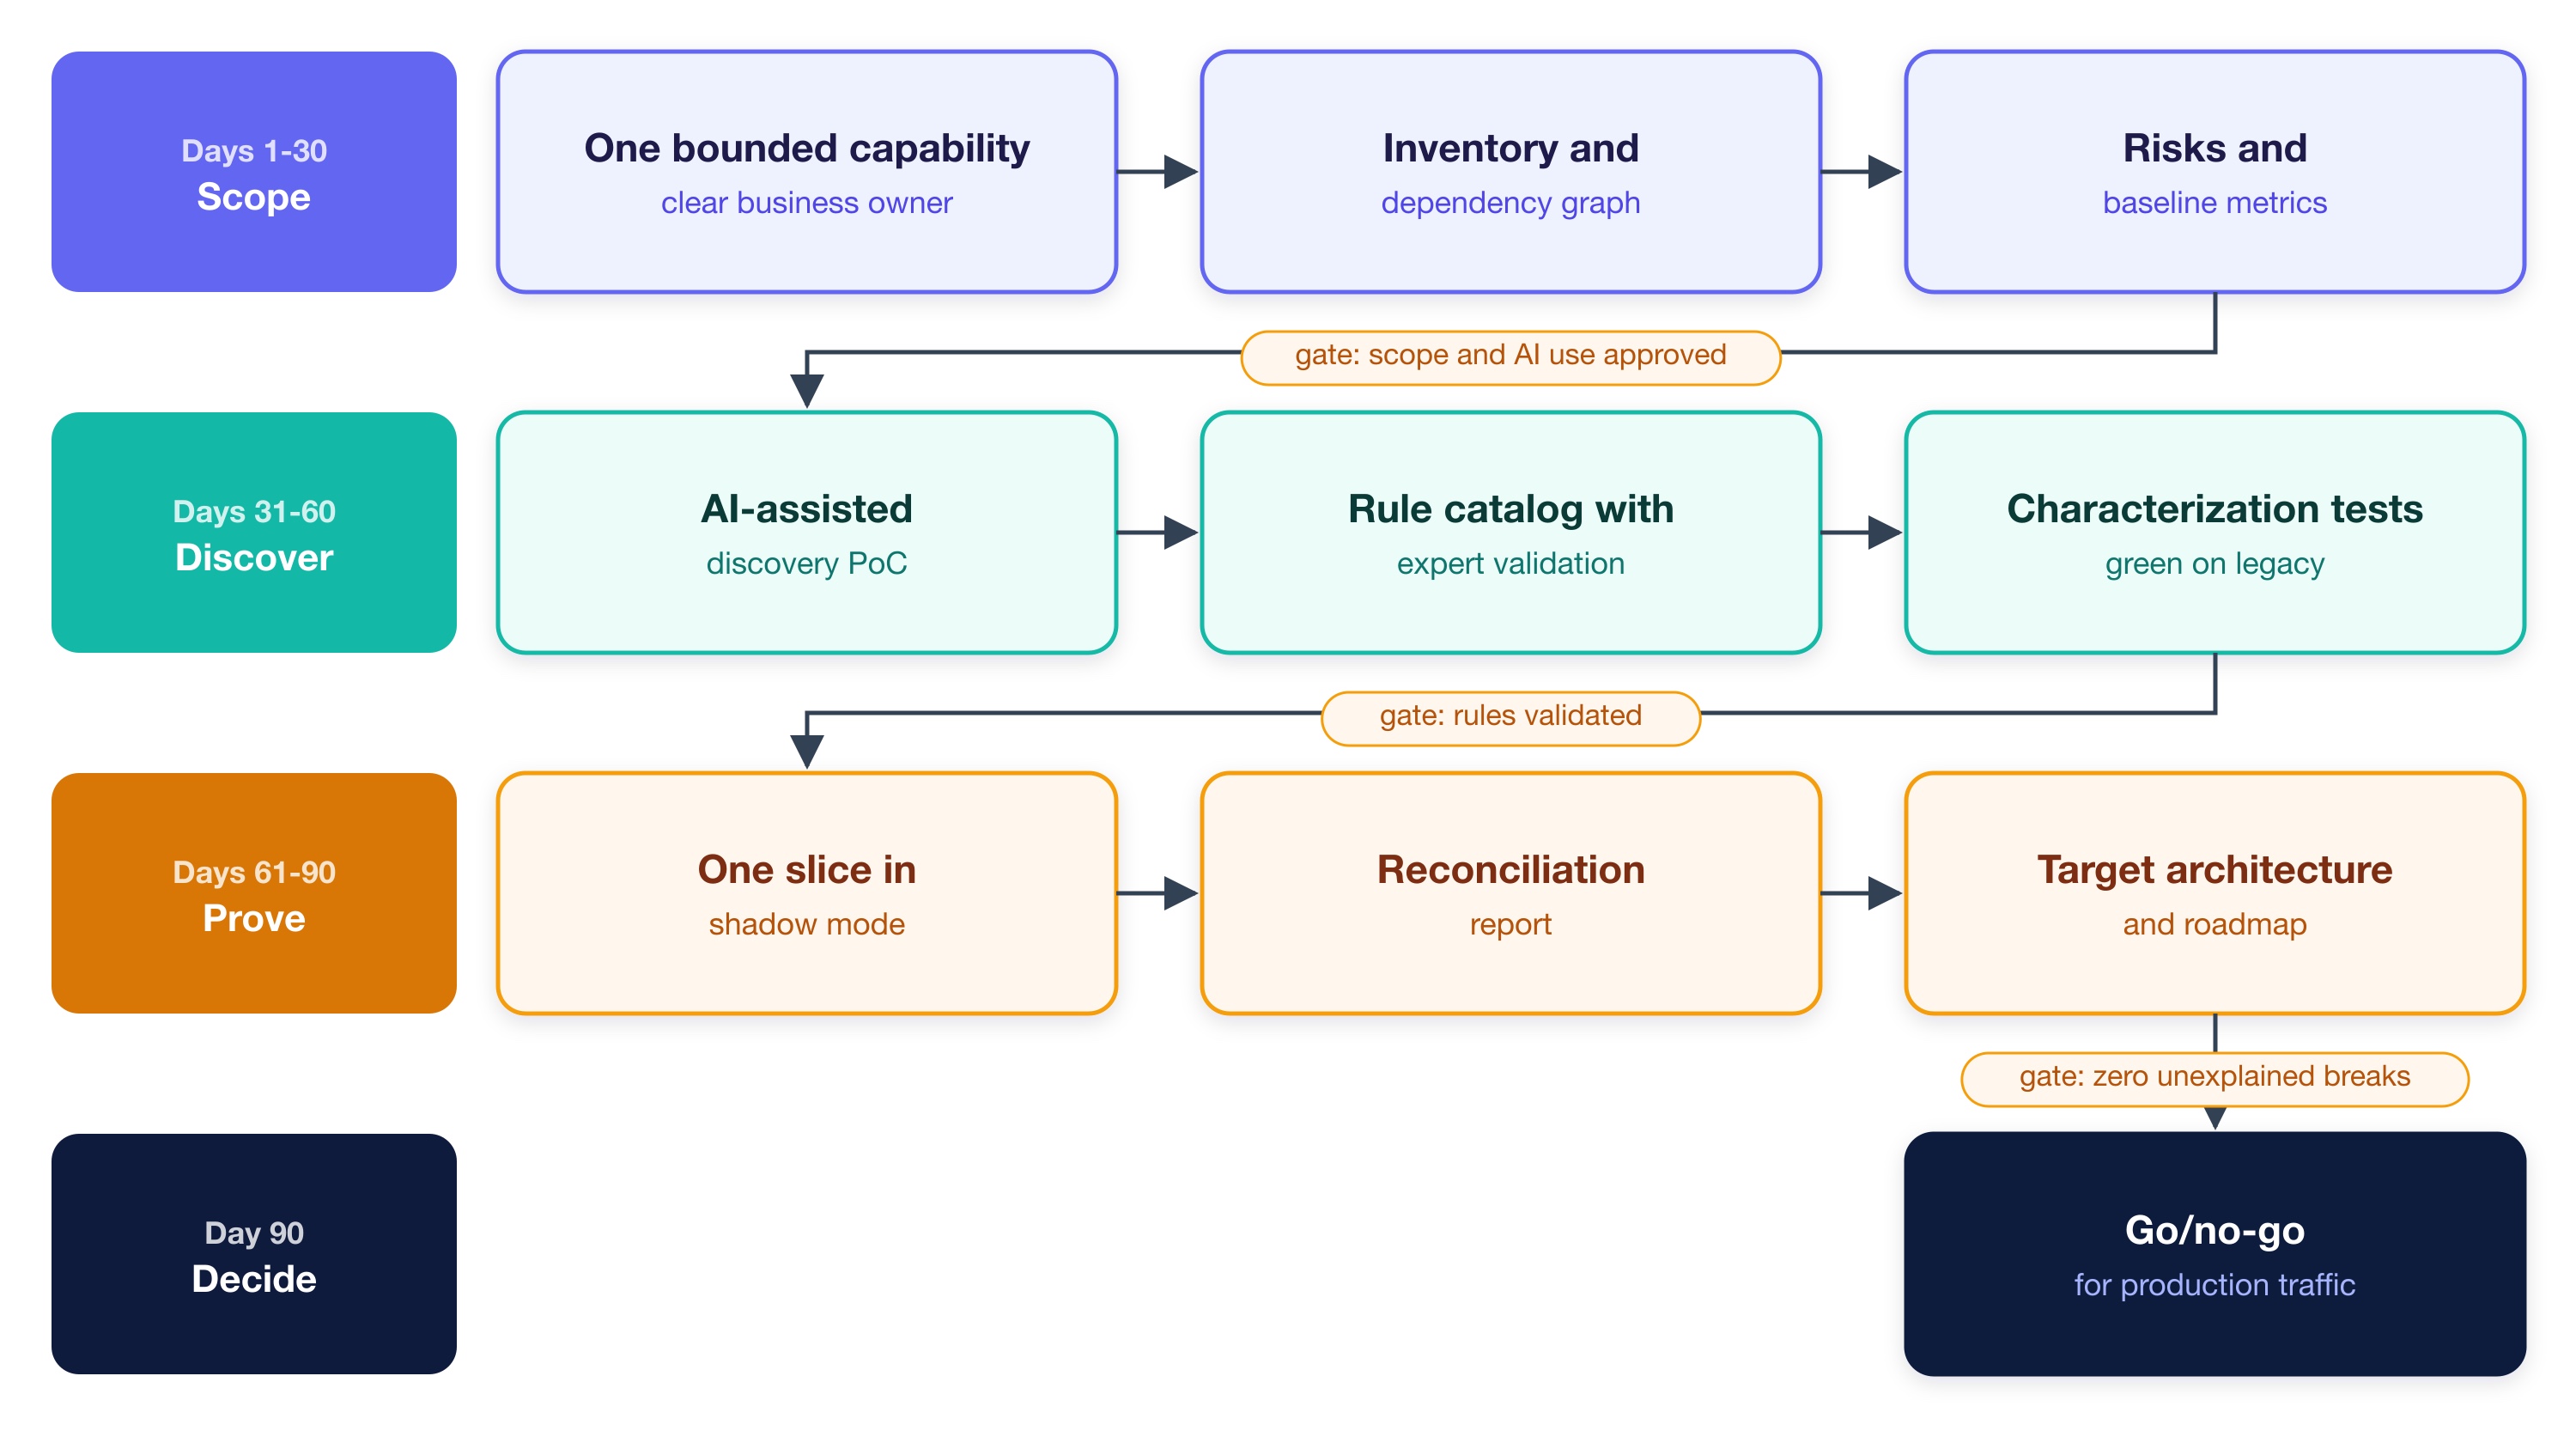 Days 1-30
Scope
One bounded capability
clear business owner
Inventory and
dependency graph
Risks and
baseline metrics
gate: scope and AI use approved
Days 31-60
Discover
AI-assisted
discovery PoC
Rule catalog with
expert validation
Characterization tests
green on legacy
gate: rules validated
Days 61-90
Prove
One slice in
shadow mode
Reconciliation
report
Target architecture
and roadmap
gate: zero unexplained breaks
Day 90
Decide
Go/no-go
for production traffic